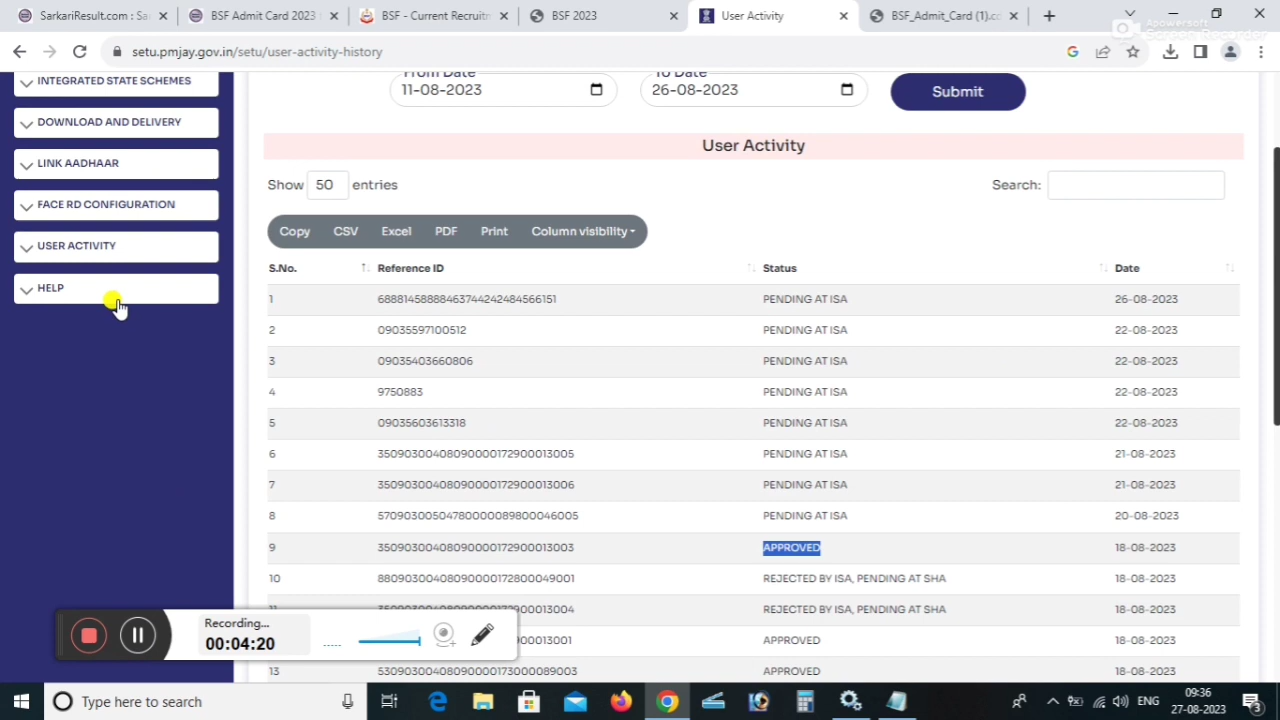 SarkariResult.com : Sa
BSF Admit Card 2023
BSF - Current Recruitm
BSF 2023
User Activity
BSF_Admit_Card (1).cd
Apowersoft
Screen Recorder
setu.pmjay.gov.in/setu/user-activity-history
INTEGRATED STATE SCHEMES
DOWNLOAD AND DELIVERY
LINK AADHAAR
FACE RD CONFIGURATION
USER ACTIVITY
HELP
From Date
To Date
11-08-2023
26-08-2023
Submit
User Activity
Show 50 entries
Search:
Copy CSV Excel PDF Print Column visibility
S.No. Reference ID Status Date
1 688814588884637442424845661​51 PENDING AT ISA 26-08-2023
2 09035597100512 PENDING AT ISA 22-08-2023
3 09035403660806 PENDING AT ISA 22-08-2023
4 9750883 PENDING AT ISA 22-08-2023
5 09035603613318 PENDING AT ISA 22-08-2023
6 35090300408090000172900013005 PENDING AT ISA 21-08-2023
7 35090300408090000172900013006 PENDING AT ISA 21-08-2023
8 57090300504780000089800046005 PENDING AT ISA 20-08-2023
9 35090300408090000172900013003 APPROVED 18-08-2023
10 88090300408090000172800049001 REJECTED BY ISA, PENDING AT SHA 18-08-2023
11 35090300408090000172900013004 REJECTED BY ISA, PENDING AT SHA 18-08-2023
2900013001 APPROVED 18-08-2023
13 53090300408090000173000089003 APPROVED 18-08-2023
Recording...
00:04:20
Type here to search
ENG
09:36
27-08-2023
3